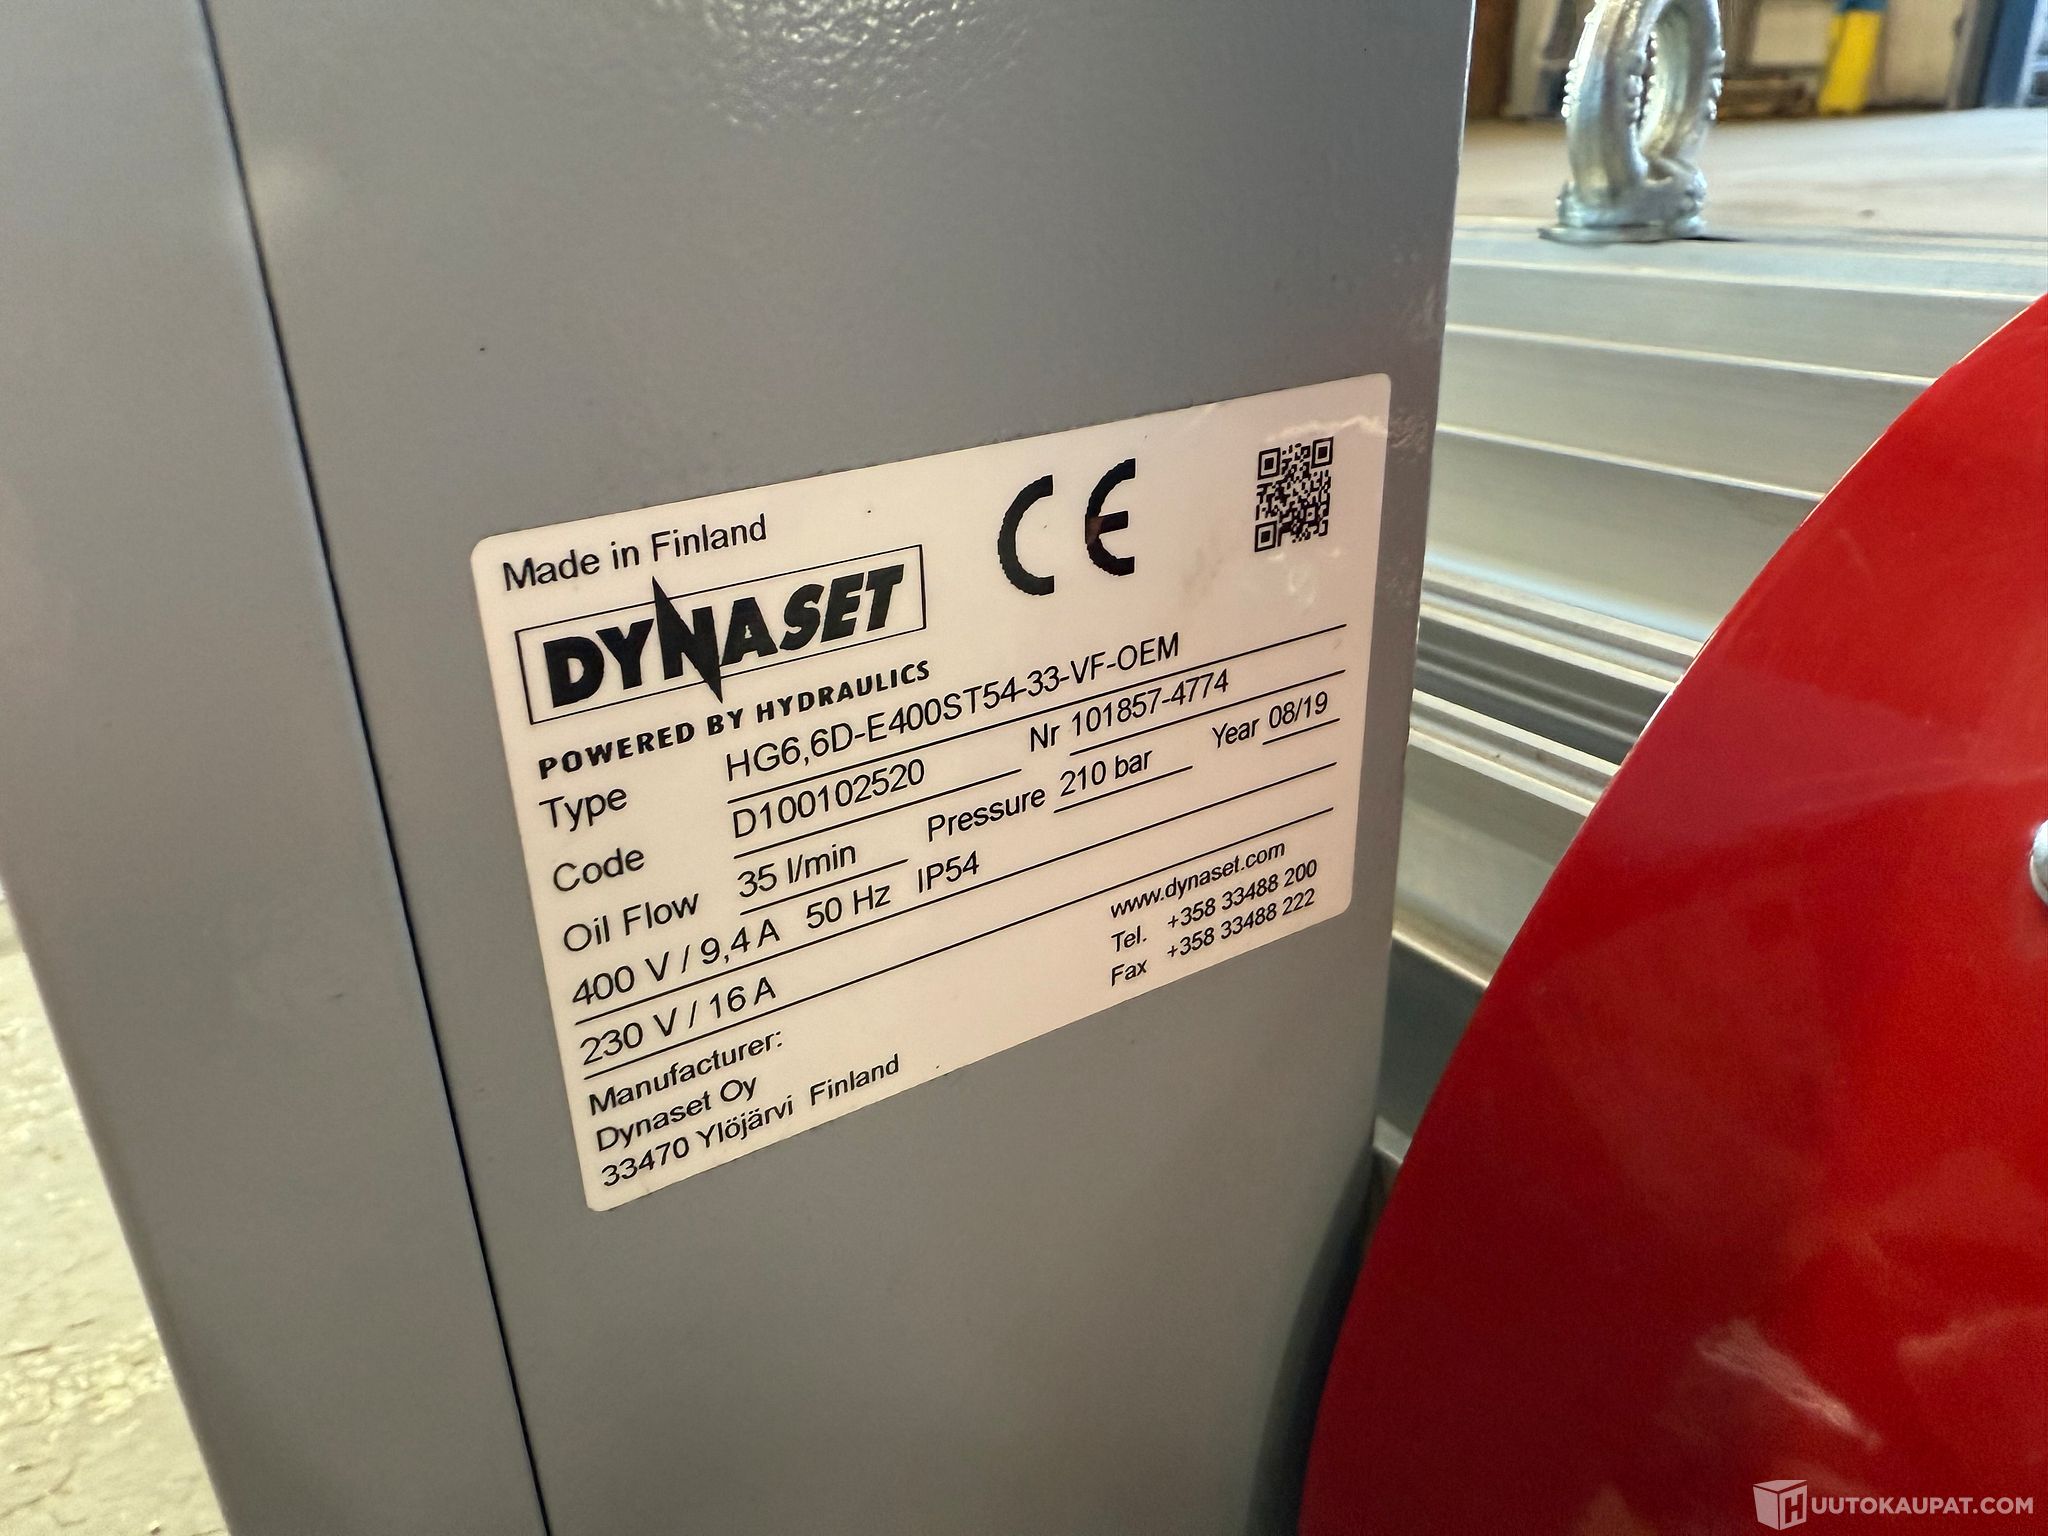 Made in Finland
CE
DYNASET
POWERED BY HYDRAULICS
Type HG6,6D-E400ST54-33-VF-OEM
Code D100102520 Nr 101857-4774
Oil Flow 35 l/min Pressure 210 bar Year 08/19
400 V / 9,4 A 50 Hz IP54
230 V / 16 A
Manufacturer:
Dynaset Oy
33470 Ylöjärvi Finland
www.dynaset.com
Tel. +358 33488 200
Fax +358 33488 222
HUUTOKAUPAT.COM